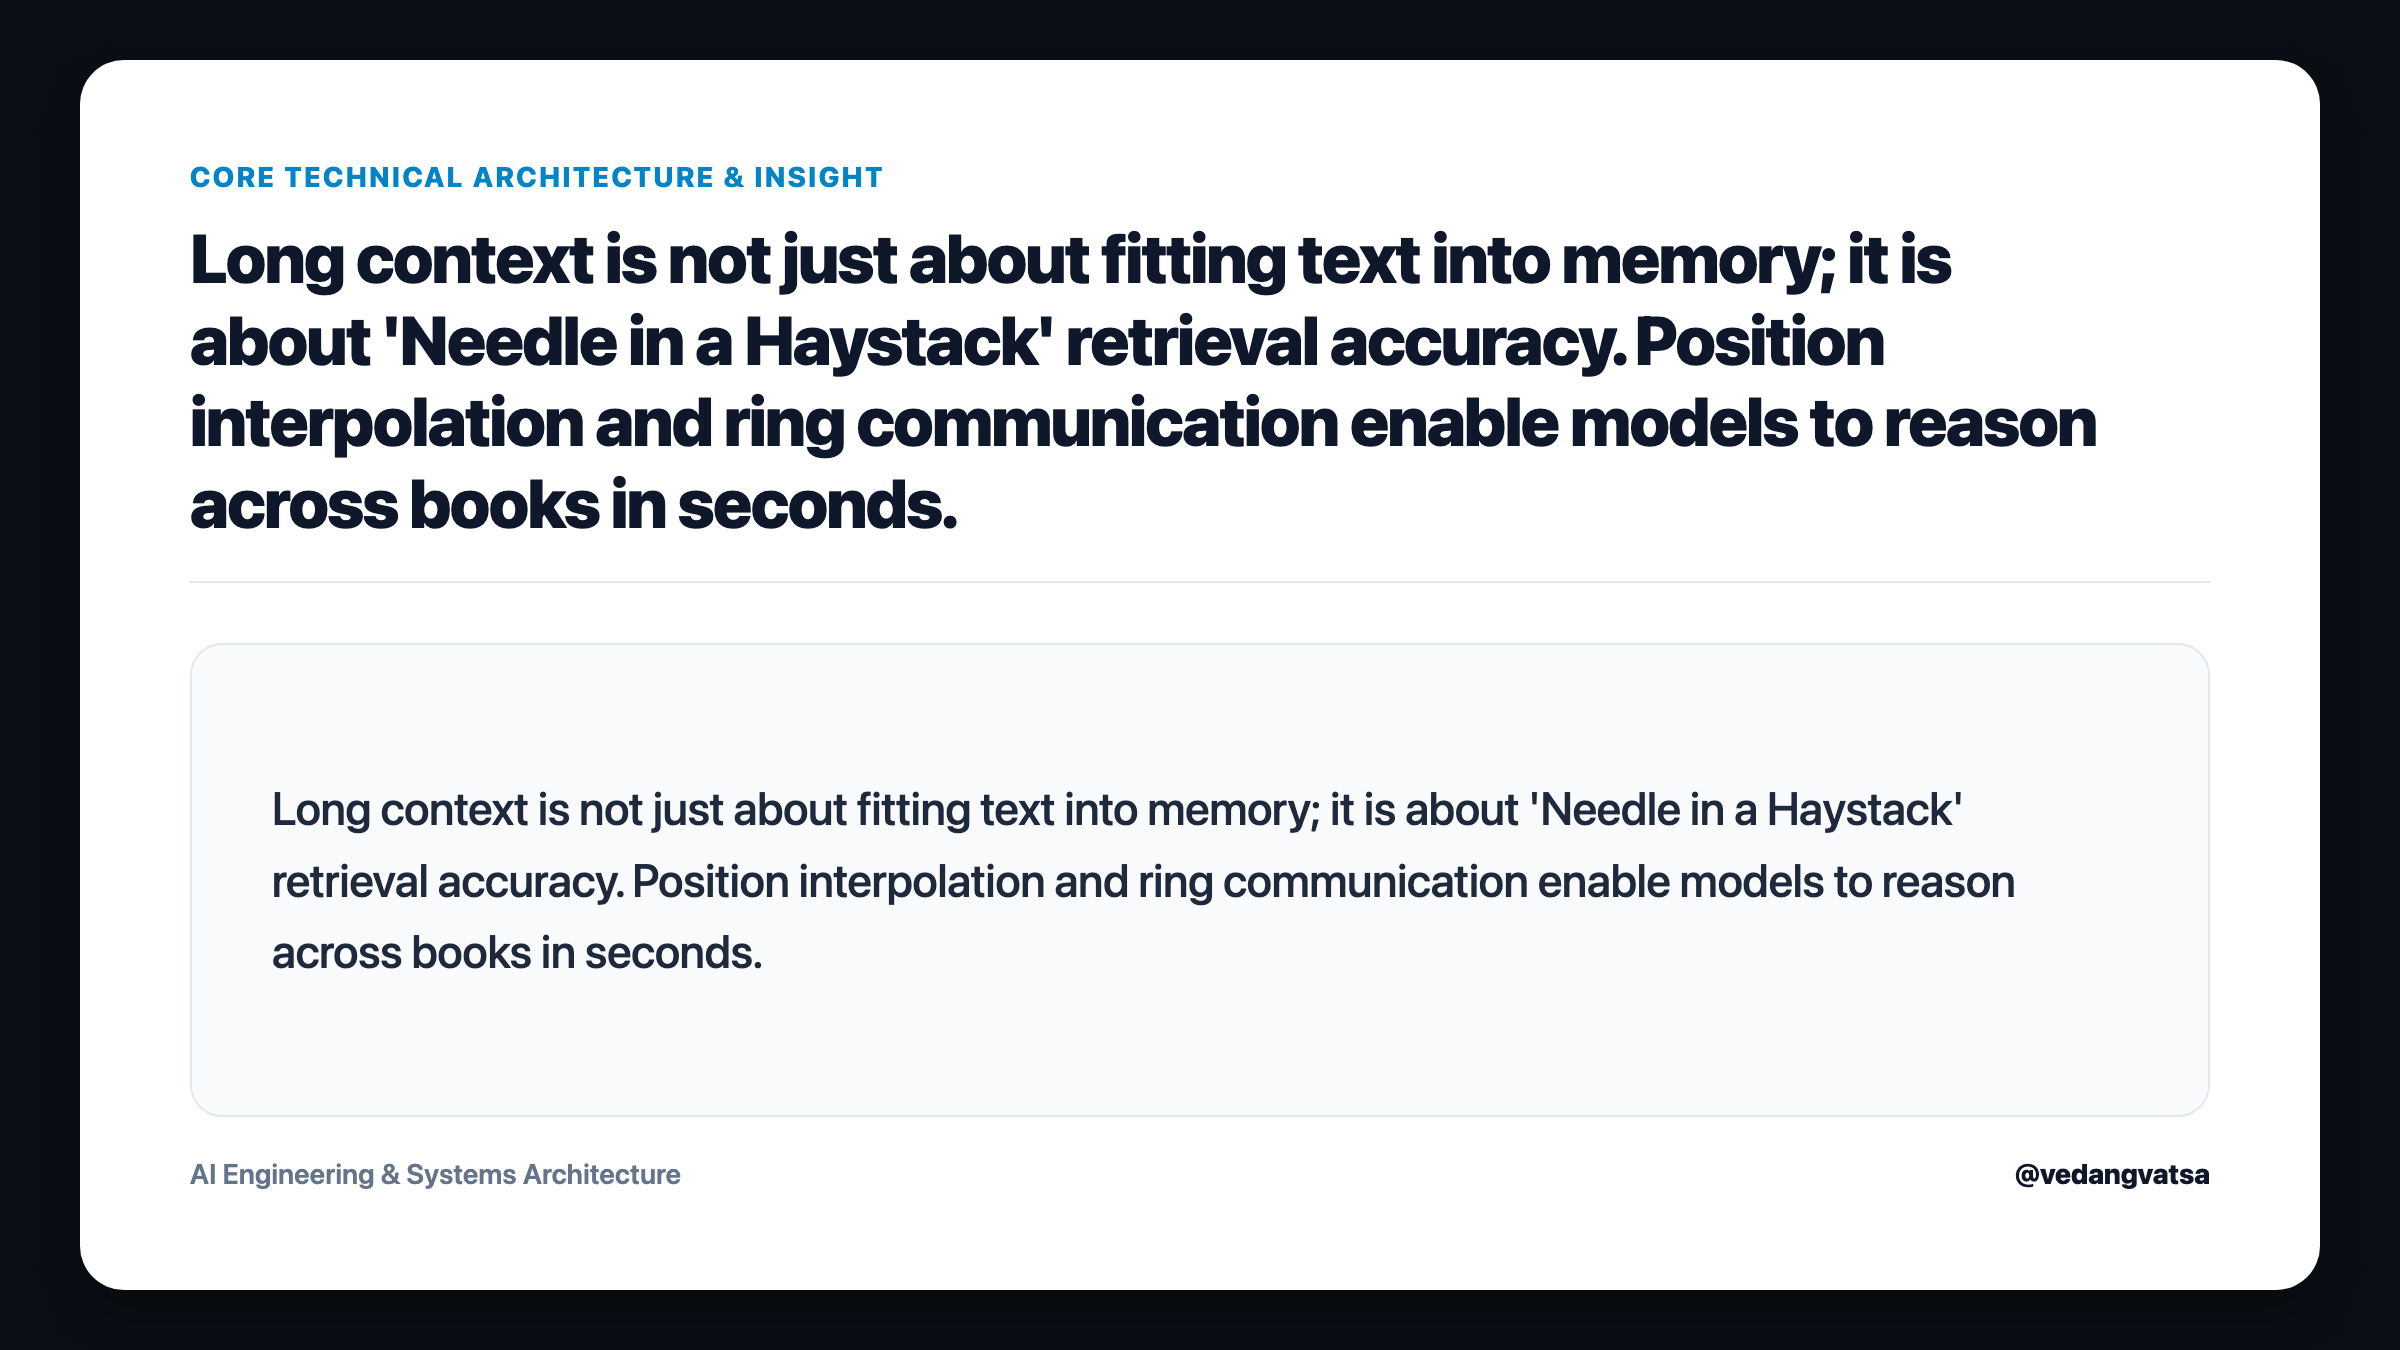 CORE TECHNICAL ARCHITECTURE & INSIGHT
Long context is not just about fitting text into memory; it is
about 'Needle in a Haystack' retrieval accuracy. Position
interpolation and ring communication enable models to reason
across books in seconds.
Long context is not just about fitting text into memory; it is about 'Needle in a Haystack'
retrieval accuracy. Position interpolation and ring communication enable models to reason
across books in seconds.
AI Engineering & Systems Architecture
@vedangvatsa